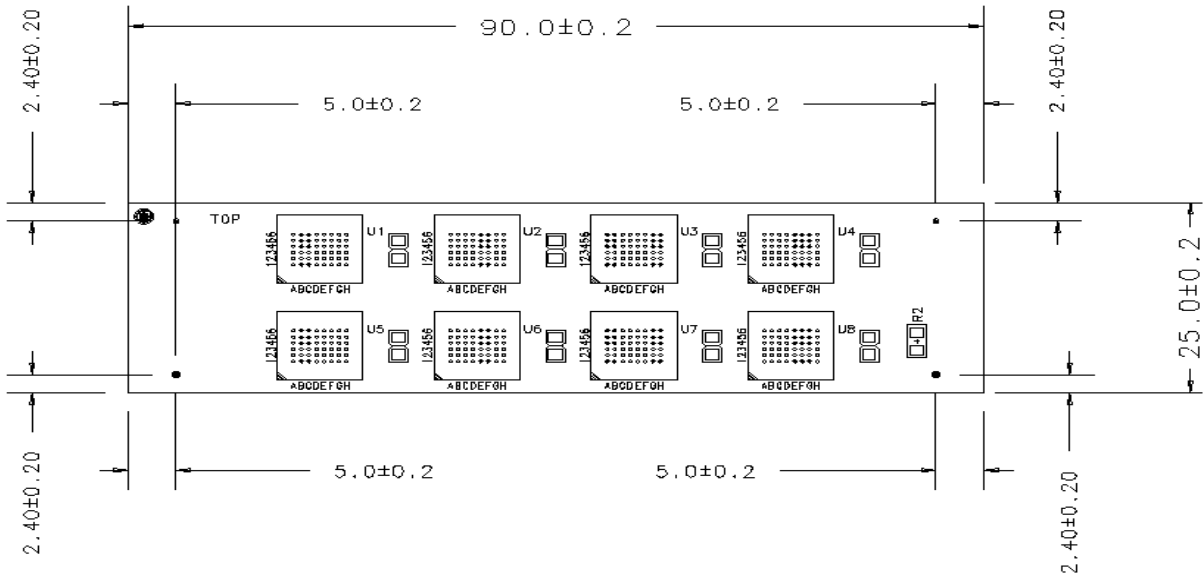 90.0±0.2
2.40±0.20
2.40±0.20
5.0±0.2 5.0±0.2
TOP
U1 U2 U3 U4
123456 123456 123456 123456
ABCDEFGH ABCDEFGH ABCDEFGH ABCDEFGH
25.0±0.2
R2
U5 U6 U7 U8
123456 123456 123456 123456
+
ABCDEFGH ABCDEFGH ABCDEFGH ABCDEFGH
5.0±0.2 5.0±0.2
2.40±0.20
2.40±0.20